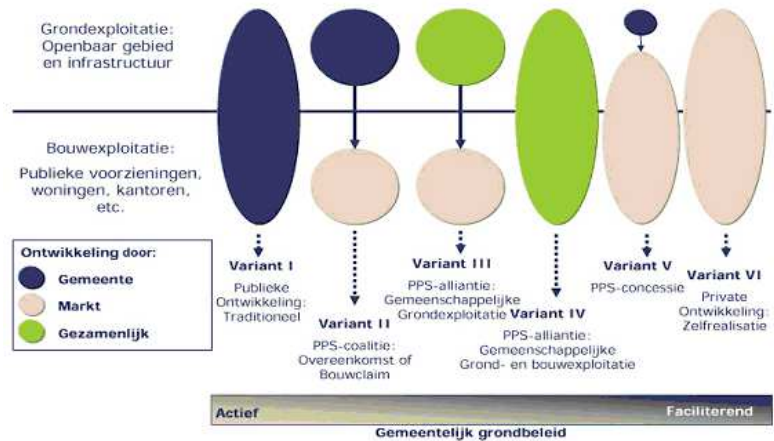 Grondexploitatie:
Openbaar gebied
en infrastructuur
Bouwexploitatie:
Publieke voorzieningen,
woningen, kantoren,
etc.
Ontwikkeling door:
Gemeente
Markt
Gezamenlijk
Variant I
Publieke
Ontwikkeling:
Traditioneel
Variant II
PPS-coalitie:
Overeenkomst of
Bouwclaim
Variant III
PPS-alliantie:
Gemeenschappelijke
Grondexploitatie
Variant IV
PPS-alliantie:
Gemeenschappelijke
Grond- en bouwexploitatie
Variant V
PPS-concessie
Variant VI
Private
Ontwikkeling:
Zelfrealisatie
Actief
Faciliterend
Gemeentelijk grondbeleid